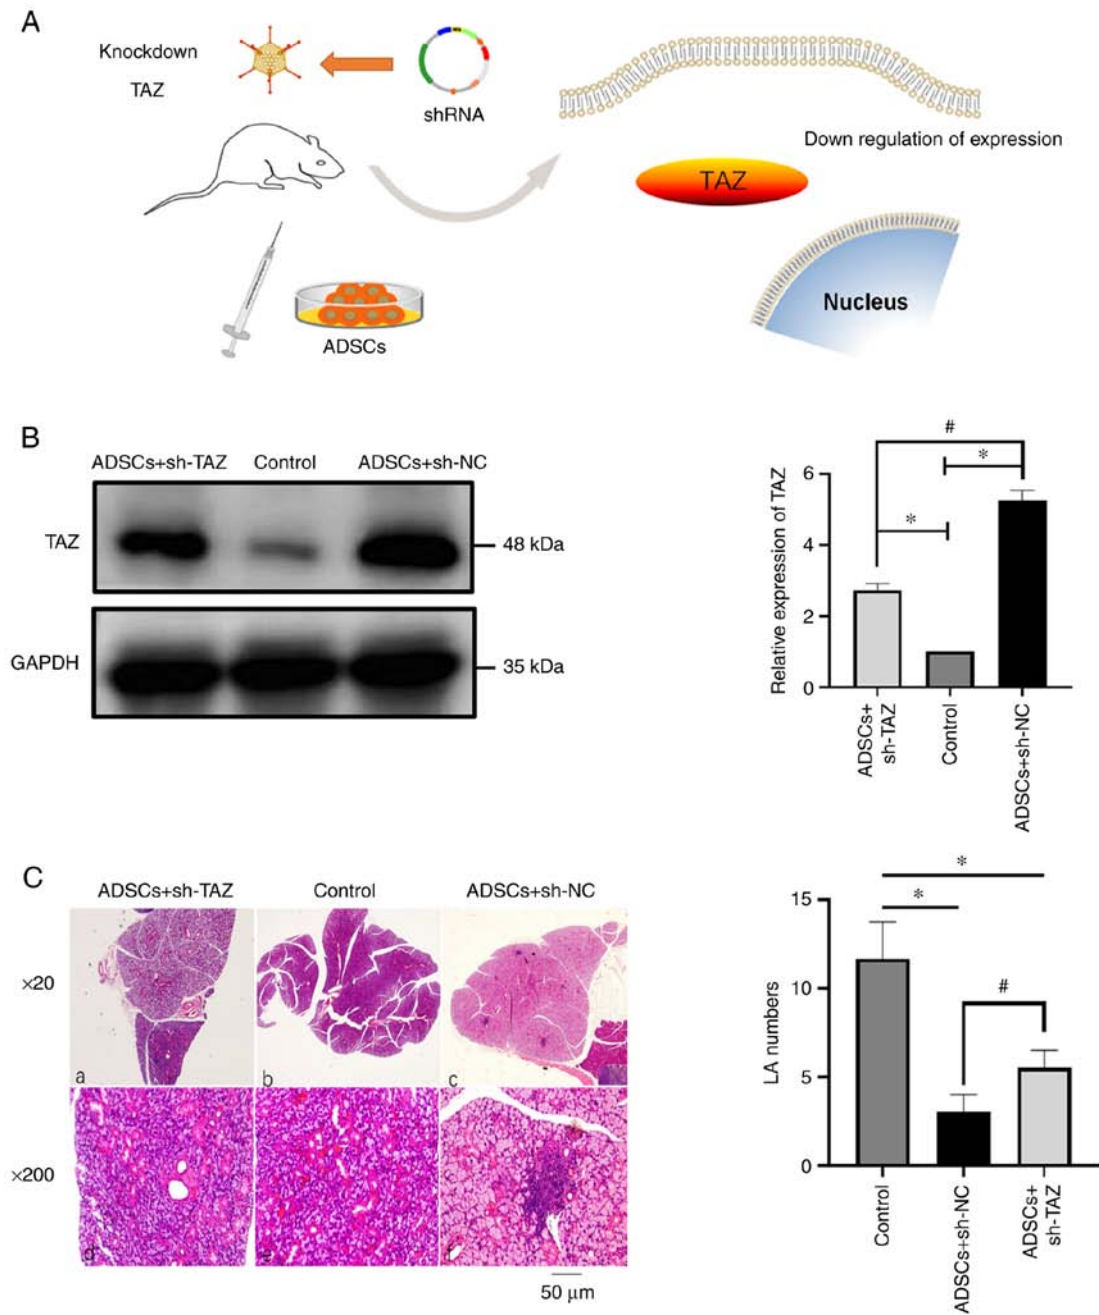 A
Knockdown
TAZ
shRNA
Down regulation of expression
TAZ
Nucleus
ADSCs
B
ADSCs+sh-TAZ Control ADSCs+sh-NC
TAZ
48 kDa
GAPDH
35 kDa
Relative expression of TAZ
6
4
2
0
#
*
*
ADSCs+
sh-TAZ
Control
ADSCs+sh-NC
C
ADSCs+sh-TAZ Control ADSCs+sh-NC
×20
a
b
c
×200
d
e
f
50 μm
LA numbers
15
10
5
0
*
*
#
Control
ADSCs+sh-NC
ADSCs+
sh-TAZ